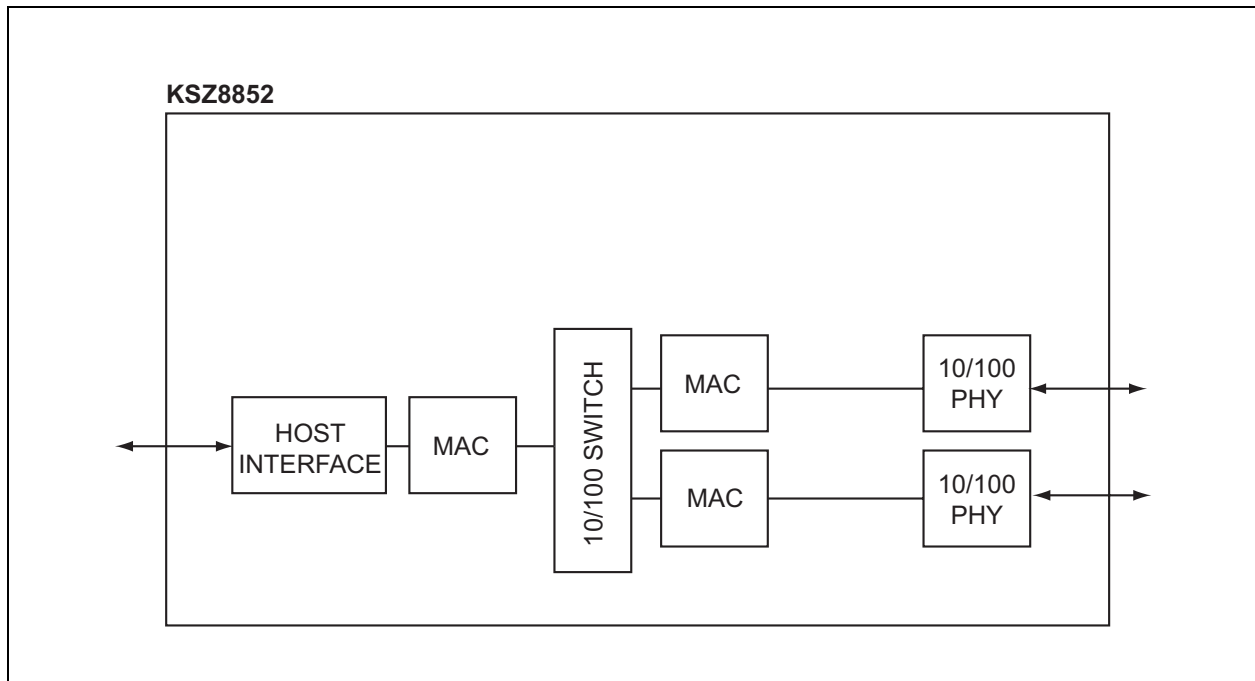 KSZ8852
HOST
INTERFACE
MAC
10/100 SWITCH
MAC
10/100
PHY
MAC
10/100
PHY